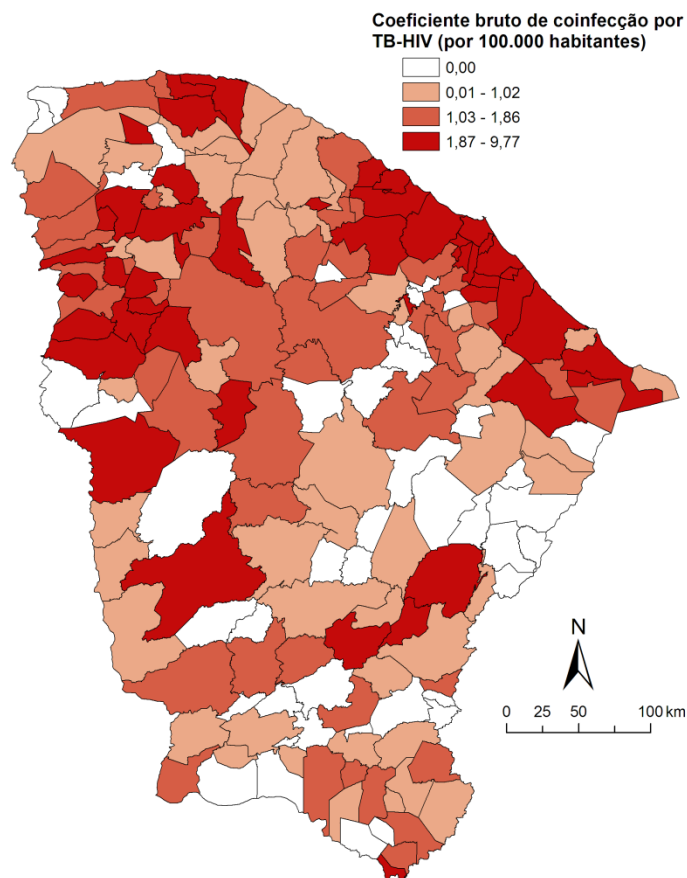 Coeficiente bruto de coinfecção por
TB-HIV (por 100.000 habitantes)
0,00
0,01 - 1,02
1,03 - 1,86
1,87 - 9,77
N
0 25 50 100 km